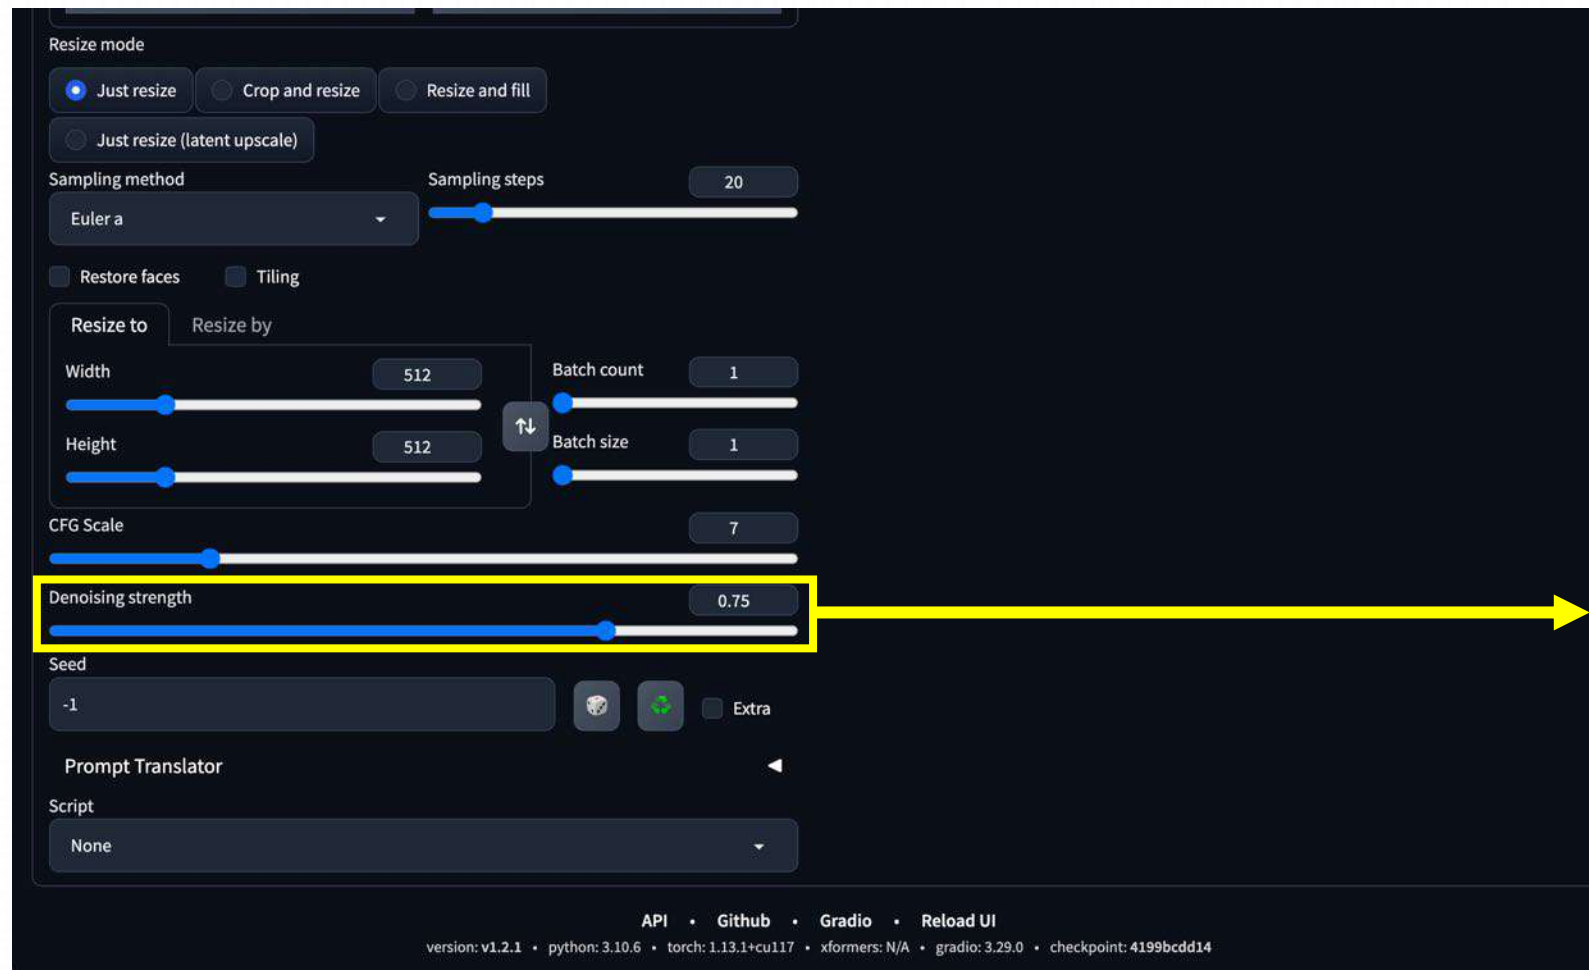 Resize mode
Just resize Crop and resize Resize and fill
Just resize (latent upscale)
Sampling method Sampling steps 20
Euler a
Restore faces Tiling
Resize to Resize by
Width 512 Batch count 1
Height 512 Batch size 1
CFG Scale 7
Denoising strength 0.75
Seed
-1 Extra
Prompt Translator
Script
None
API • Github • Gradio • Reload UI
version: v1.2.1 • python: 3.10.6 • torch: 1.13.1+cu117 • xformers: N/A • gradio: 3.29.0 • checkpoint: 4199bcdd14